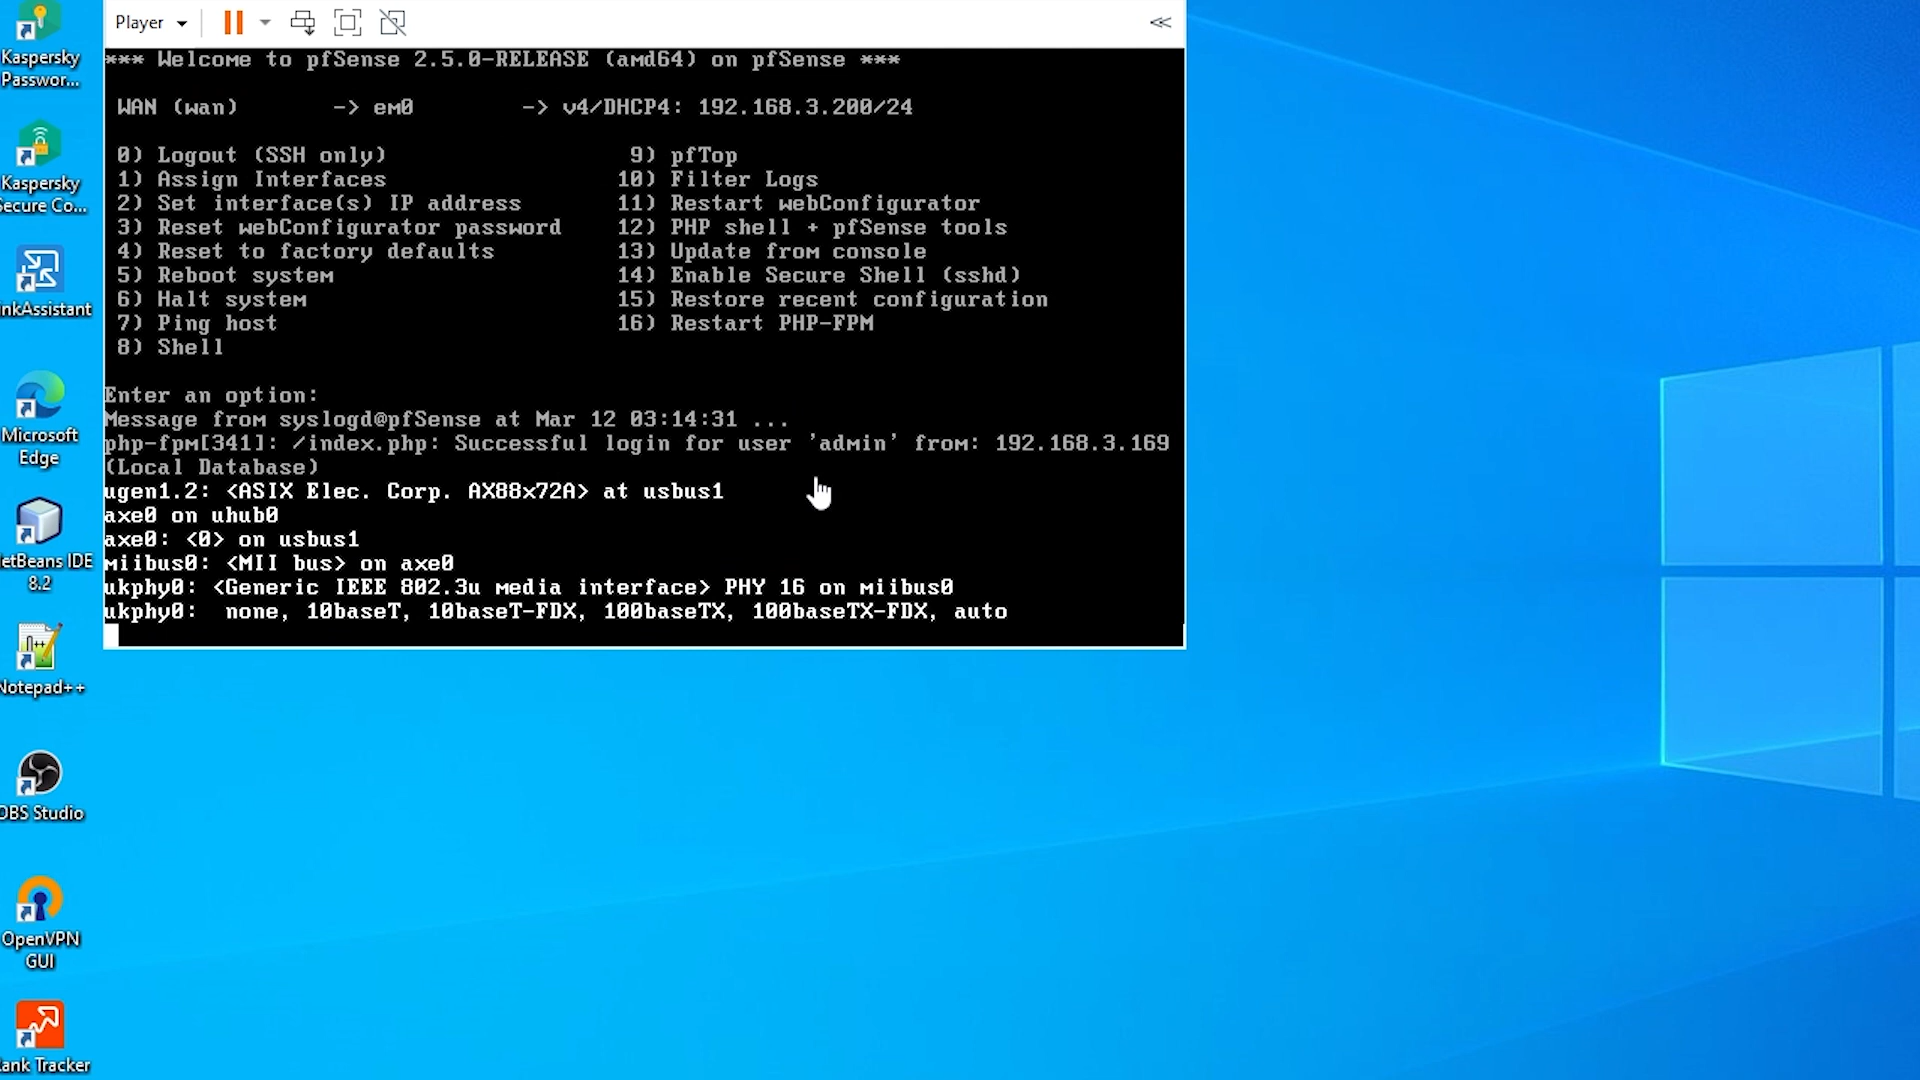 Player
*** Welcome to pfSense 2.5.0-RELEASE (amd64) on pfSense ***
WAN (wan) -> em0 -> v4/DHCP4: 192.168.3.200/24
0) Logout (SSH only) 9) pfTop
1) Assign Interfaces 10) Filter Logs
2) Set interface(s) IP address 11) Restart webConfigurator
3) Reset webConfigurator password 12) PHP shell + pfSense tools
4) Reset to factory defaults 13) Update from console
5) Reboot system 14) Enable Secure Shell (sshd)
6) Halt system 15) Restore recent configuration
7) Ping host 16) Restart PHP-FPM
8) Shell
Enter an option:
Message from syslogd@pfSense at Mar 12 03:14:31 ...
php-fpm[341]: /index.php: Successful login for user 'admin' from: 192.168.3.169
(Local Database)
ugen1.2: <ASIX Elec. Corp. AX88x72A> at usbus1
axe0 on uhub0
axe0: <0> on usbus1
miibus0: <MII bus> on axe0
ukphy0: <Generic IEEE 802.3u media interface> PHY 16 on miibus0
ukphy0: none, 10baseT, 10baseT-FDX, 100baseTX, 100baseTX-FDX, auto
Kaspersky
Passwor...
Kaspersky
Secure Co...
inkAssistant
Microsoft
Edge
etBeans IDE
8.2
Notepad++
OBS Studio
OpenVPN
GUI
ank Tracker